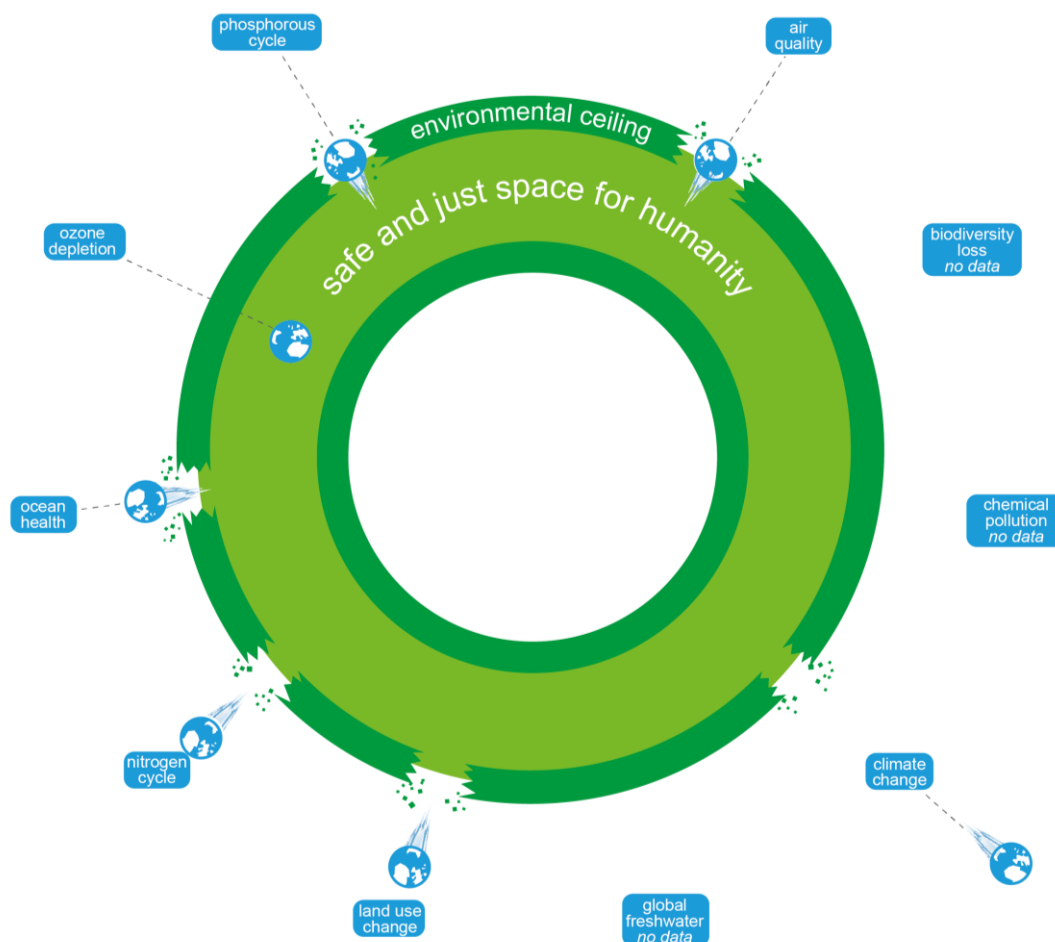 phosphorous
cycle
air
quality
environmental ceiling
safe and just space for humanity
ozone
depletion
biodiversity
loss
no data
ocean
health
chemical
pollution
no data
nitrogen
cycle
climate
change
land use
change
global
freshwater
no data